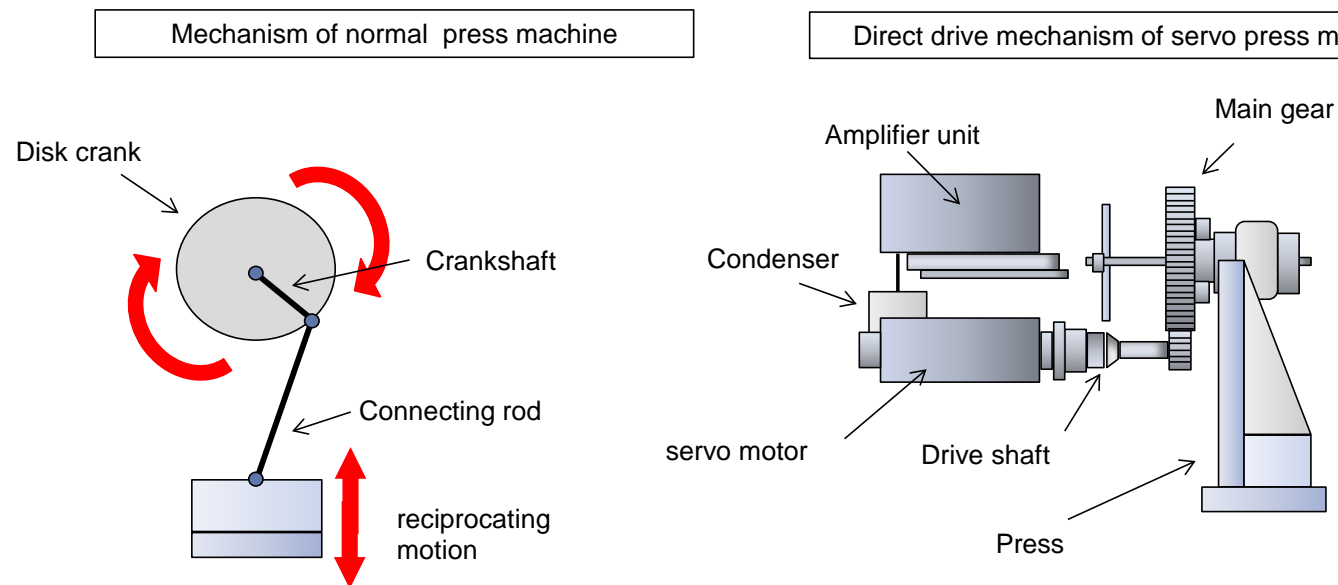 Mechanism of normal press machine
Disk crank
Crankshaft
Connecting rod
reciprocating
motion
Direct drive mechanism of servo press m
Main gear
Amplifier unit
Condenser
servo motor
Drive shaft
Press